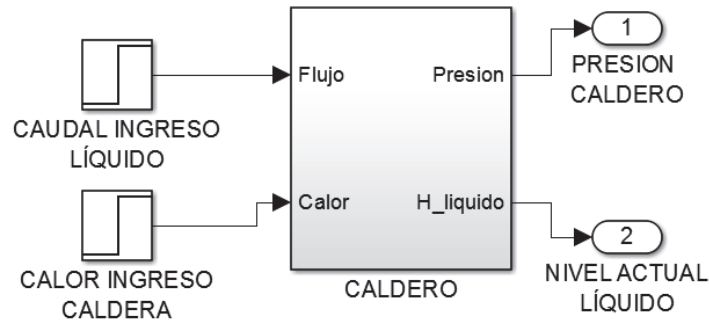 Flujo
Presion
1
PRESION
CALDERO
CAUDAL INGRESO
LÍQUIDO
Calor
H_liquido
2
CALOR INGRESO
CALDERA
CALDERO
NIVEL ACTUAL
LÍQUIDO